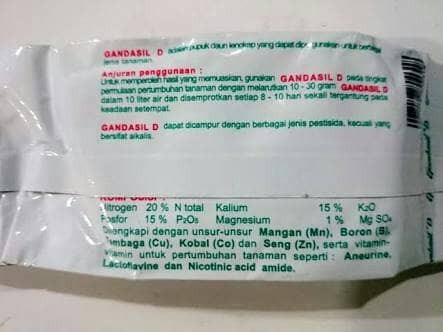 GANDASIL D adalah pupuk daun lengkap yang dapat dipergunakan untuk berbagai
jenis tanaman.
Anjuran penggunaan :
Untuk memperoleh hasil yang memuaskan, gunakan GANDASIL D pada tingkat
permulaan pertumbuhan tanaman dengan melarutkan 10 - 30 gram GANDASIL D
dalam 10 liter air dan disemprotkan setiap 8 - 10 hari sekali tergantung pada
keadaan setempat.
GANDASIL D dapat dicampur dengan berbagai jenis pestisida, kecuali yang
bersifat alkalis.
Nitrogen 20 % N total Kalium 15 % K2O
Fosfor 15 % P2O5 Magnesium 1 % Mg SO4
Dilengkapi dengan unsur-unsur Mangan (Mn), Boron (B),
Tembaga (Cu), Kobal (Co) dan Seng (Zn), serta vitamin-
vitamin untuk pertumbuhan tanaman seperti : Aneurine,
Lactoflavine dan Nicotinic acid amide.